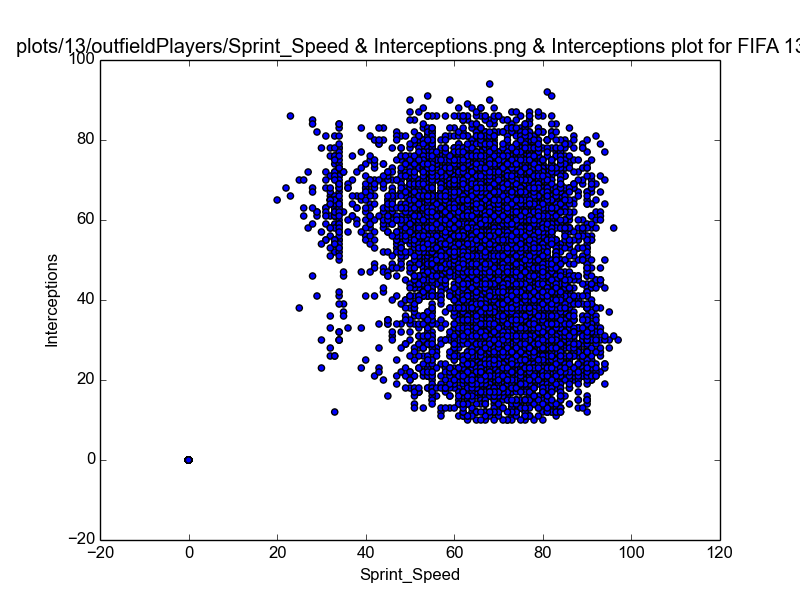 plots/13/outfieldPlayers/Sprint_Speed & Interceptions.png & Interceptions plot for FIFA 13
100
80
60
40
20
0
−20
Interceptions
−20 0 20 40 60 80 100 120
Sprint_Speed